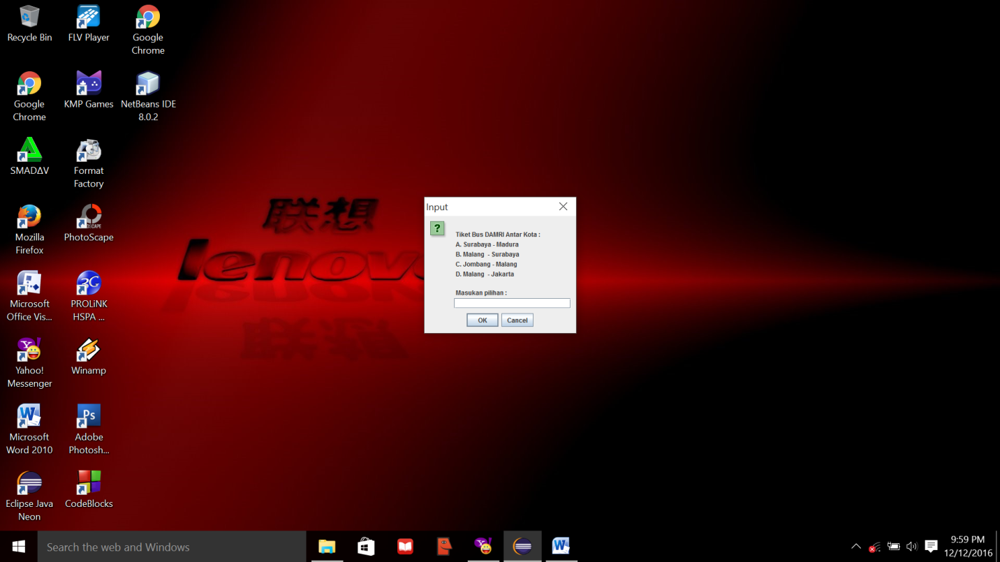 Recycle Bin
FLV Player
Google
Chrome
Google
Chrome
KMP Games
NetBeans IDE
8.0.2
SMADΔV
Format
Factory
Mozilla
Firefox
PhotoScape
Microsoft
Office Vis...
PROLiNK
HSPA ...
Yahoo!
Messenger
Winamp
Microsoft
Word 2010
Adobe
Photosh...
Eclipse Java
Neon
CodeBlocks
联想
lenovo
Input
Tiket Bus DAMRI Antar Kota :
A. Surabaya - Madura
B. Malang - Surabaya
C. Jombang - Malang
D. Malang - Jakarta
Masukan pilihan :
OK Cancel
Search the web and Windows
9:59 PM
12/12/2016